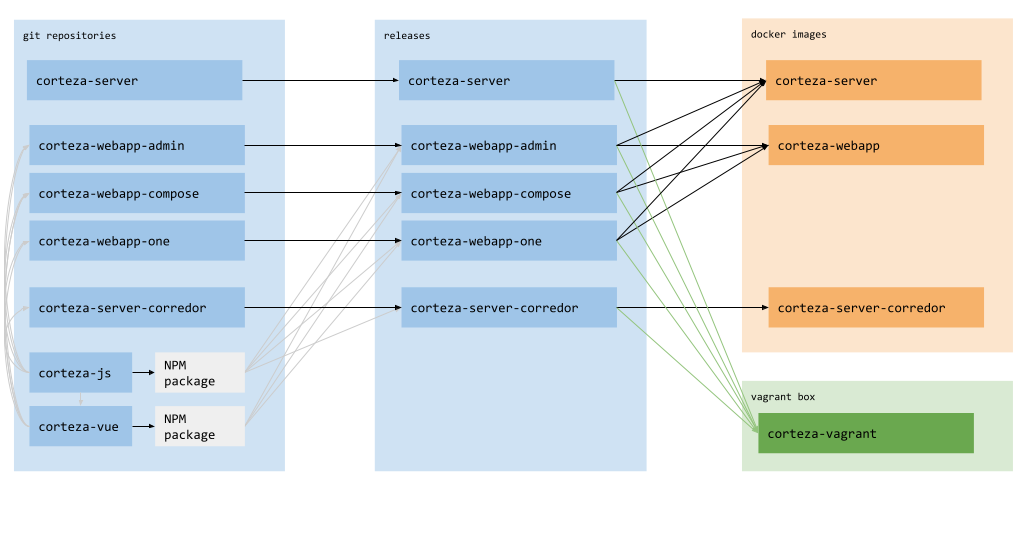 git repositories
corteza-server
corteza-webapp-admin
corteza-webapp-compose
corteza-webapp-one
corteza-server-corredor
corteza-js
NPM
package
corteza-vue
NPM
package
releases
corteza-server
corteza-webapp-admin
corteza-webapp-compose
corteza-webapp-one
corteza-server-corredor
docker images
corteza-server
corteza-webapp
corteza-server-corredor
vagrant box
corteza-vagrant